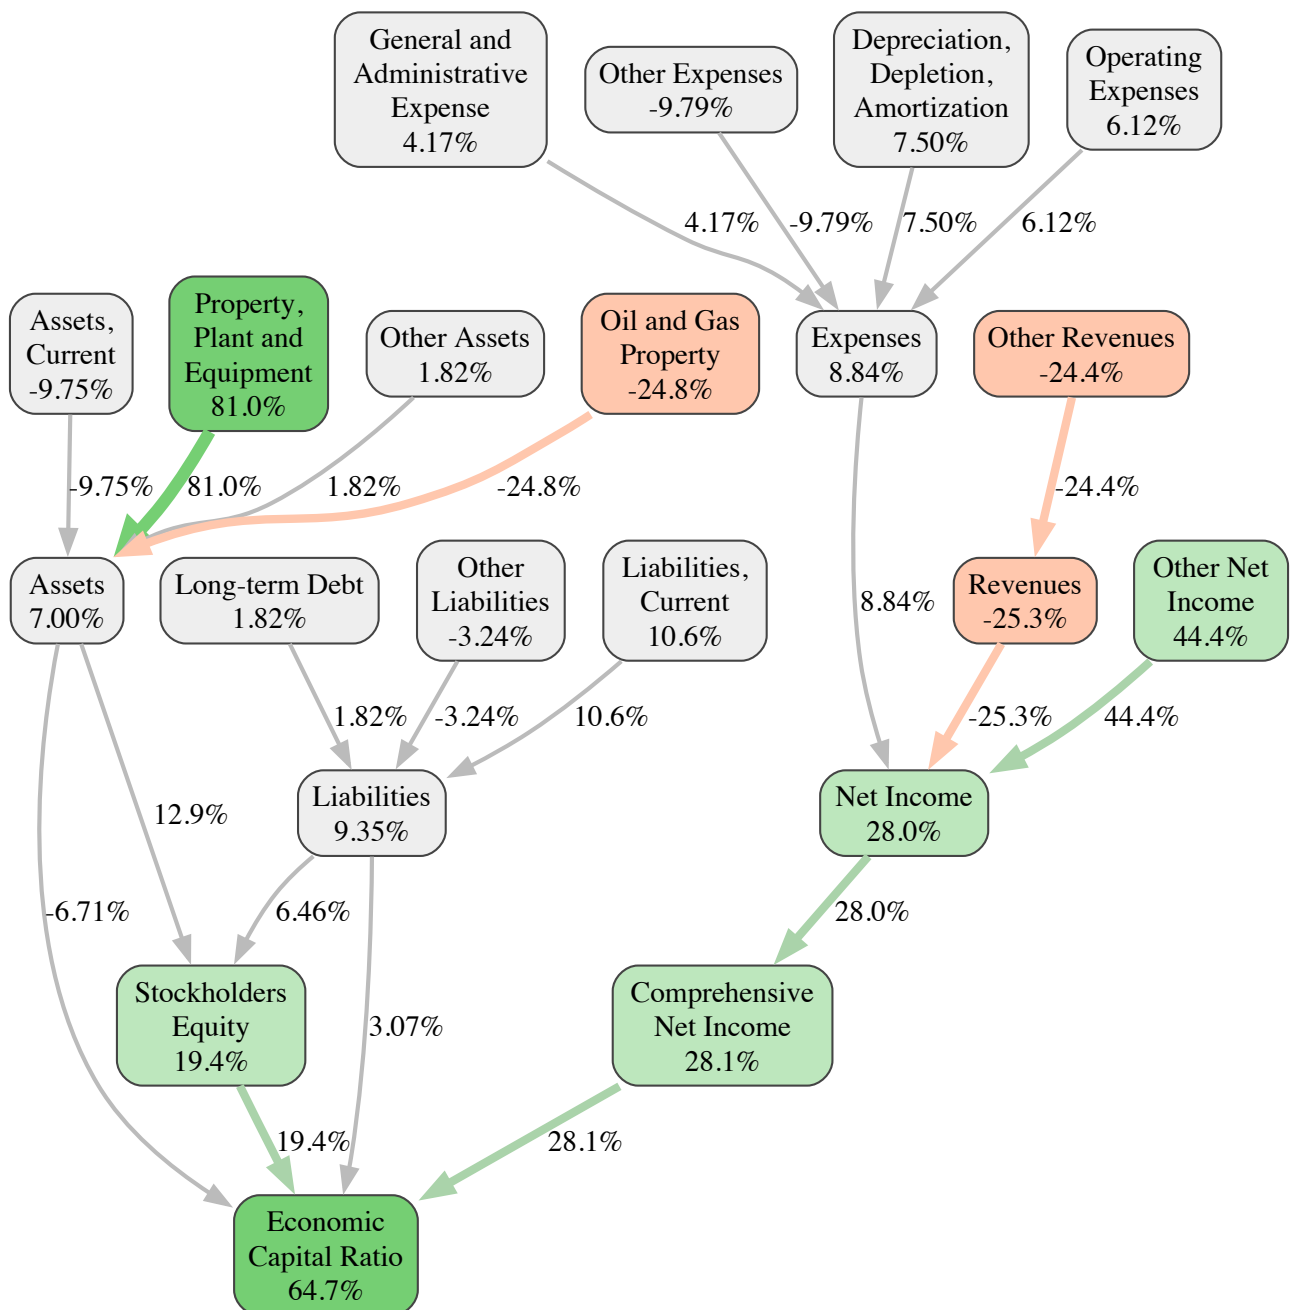 General and
Administrative
Expense
4.17%
Other Expenses
-9.79%
Depreciation,
Depletion,
Amortization
7.50%
Operating
Expenses
6.12%
4.17%
-9.79%
7.50%
6.12%
Assets,
Current
-9.75%
Property,
Plant and
Equipment
81.0%
Other Assets
1.82%
Oil and Gas
Property
-24.8%
Expenses
8.84%
Other Revenues
-24.4%
-9.75%
81.0%
1.82%
-24.8%
-24.4%
Assets
7.00%
Long-term Debt
1.82%
Other
Liabilities
-3.24%
Liabilities,
Current
10.6%
8.84%
Revenues
-25.3%
Other Net
Income
44.4%
1.82%
-3.24%
10.6%
-25.3%
44.4%
12.9%
Liabilities
9.35%
Net Income
28.0%
-6.71%
6.46%
28.0%
Stockholders
Equity
19.4%
3.07%
Comprehensive
Net Income
28.1%
19.4%
28.1%
Economic
Capital Ratio
64.7%